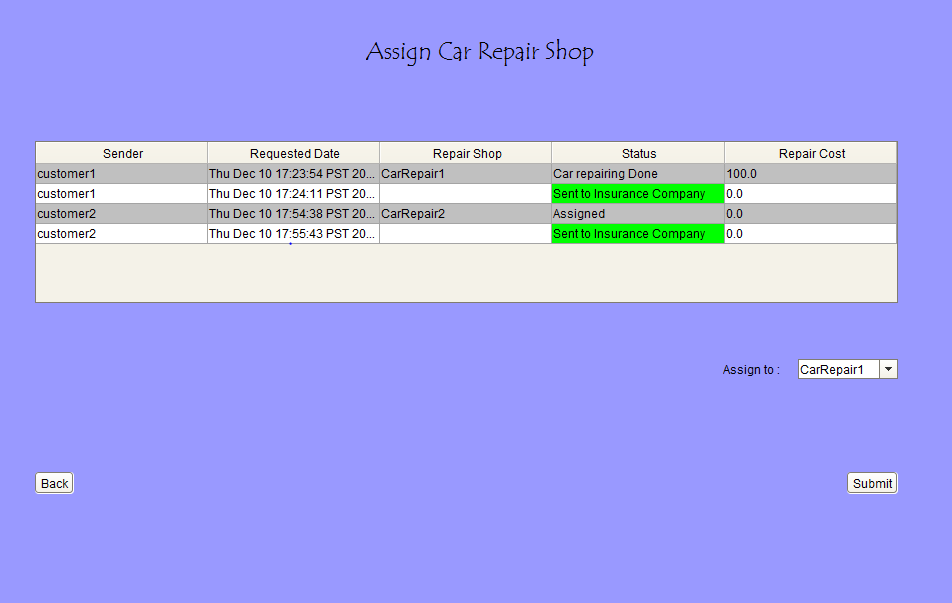 Assign Car Repair Shop
Sender Requested Date Repair Shop Status Repair Cost
customer1 Thu Dec 10 17:23:54 PST 20... CarRepair1 Car repairing Done 100.0
customer1 Thu Dec 10 17:24:11 PST 20... Sent to Insurance Company 0.0
customer2 Thu Dec 10 17:54:38 PST 20... CarRepair2 Assigned 0.0
customer2 Thu Dec 10 17:55:43 PST 20... Sent to Insurance Company 0.0
Assign to : CarRepair1
Back Submit